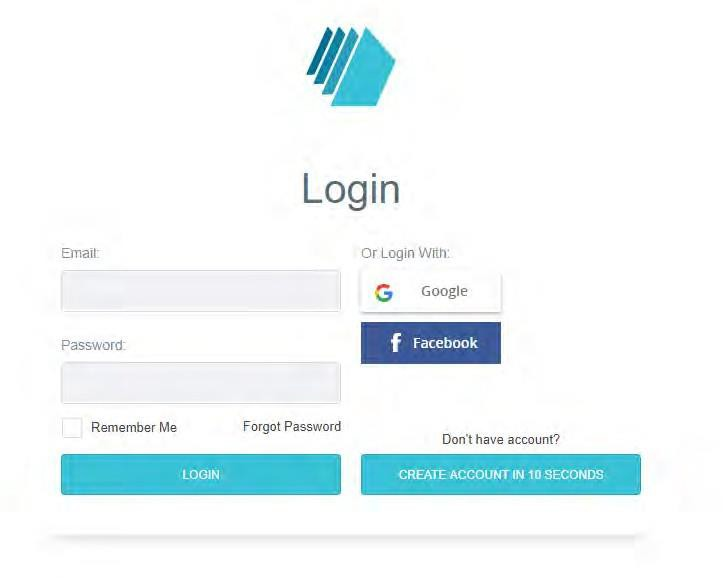 Login
Email:
Or Login With:
Google
Password:
Facebook
Remember Me
Forgot Password
Don't have account?
LOGIN
CREATE ACCOUNT IN 10 SECONDS